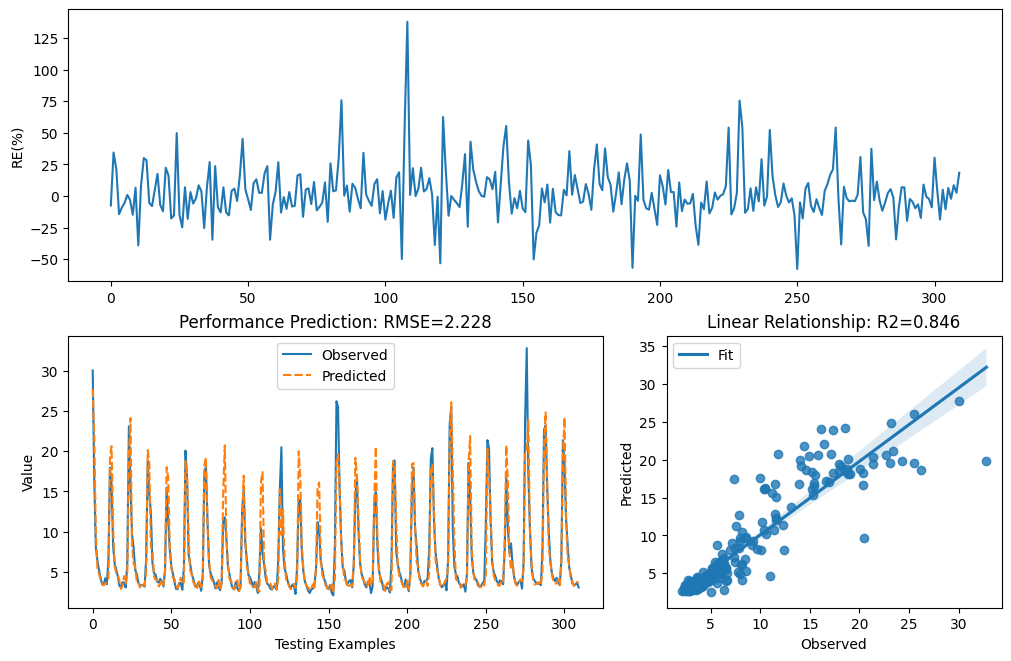 RE(%)
125
100
75
50
25
0
−25
−50
0 50 100 150 200 250 300
Performance Prediction: RMSE=2.228
Observed
Predicted
Value
30
25
20
15
10
5
0 50 100 150 200 250 300
Testing Examples
Linear Relationship: R2=0.846
Fit
Predicted
35
30
25
20
15
10
5
5 10 15 20 25 30
Observed